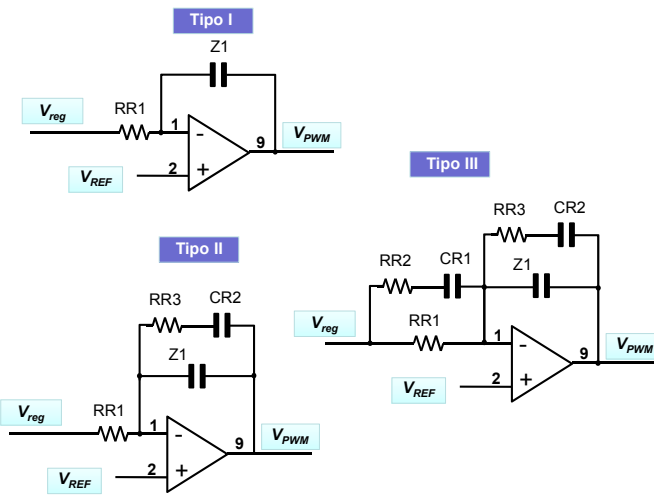 Tipo I
Z1
Vreg
RR1
1
-
9
VPWM
2
+
VREF
Tipo III
RR3
CR2
RR2
CR1
Z1
Vreg
RR1
1
-
9
VPWM
2
+
VREF
Tipo II
RR3
CR2
Z1
Vreg
RR1
1
-
9
VPWM
2
+
VREF